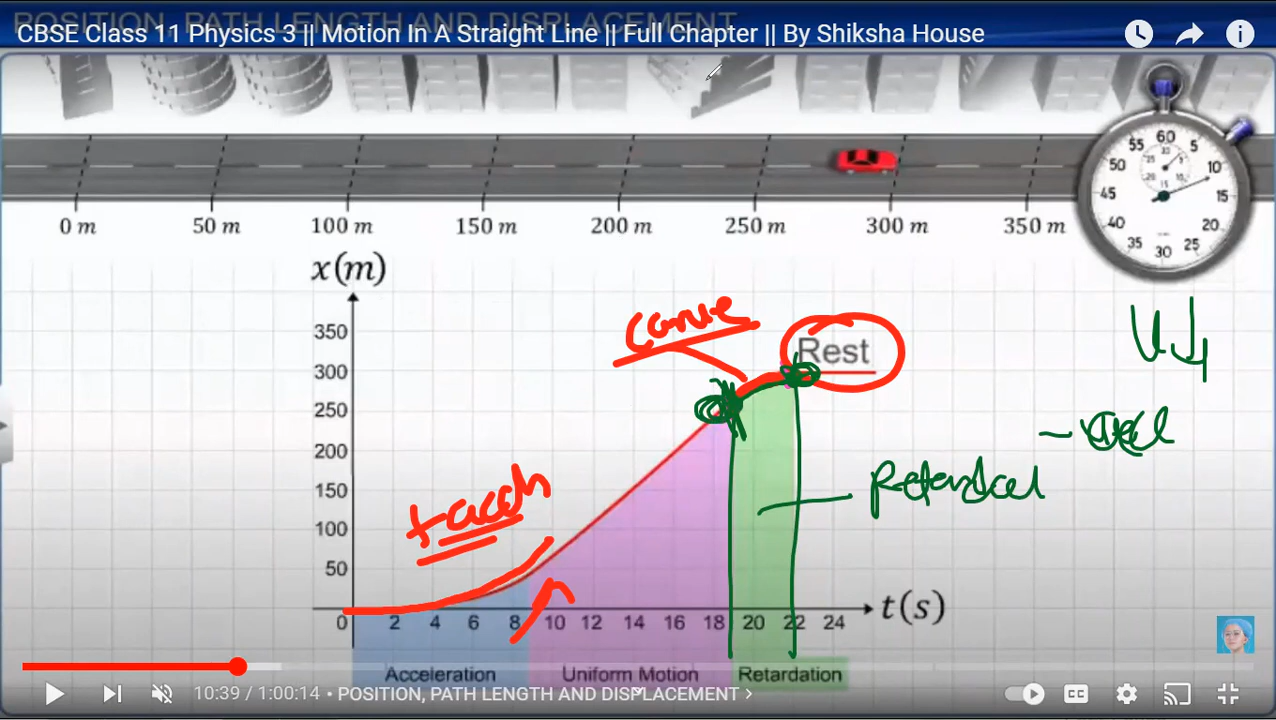 POSITION, PATH LENGTH AND DISPLACEMENT
CBSE Class 11 Physics 3 || Motion In A Straight Line || Full Chapter || By Shiksha House
60
55 5
50 10
45 15
40 20
35 25
30
0 m 50 m 100 m 150 m 200 m 250 m 300 m 350 m
x(m)
350
300
250
200
150
100
50
curve
Rest
0 2 4 6 8 10 12 14 16 18 20 22 24 t(s)
Acceleration Uniform Motion Retardation
10:39 / 1:00:14 • POSITION, PATH LENGTH AND DISPLACEMENT >
CC